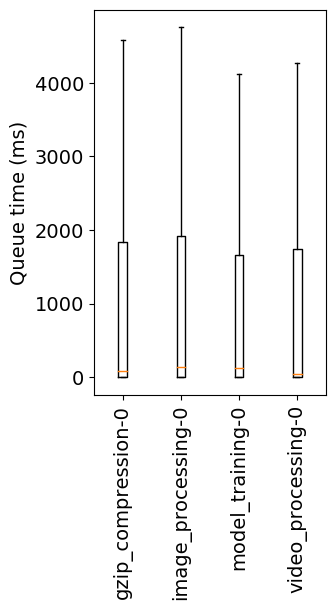 Queue time (ms)
4000
3000
2000
1000
0
gzip_compression-0
image_processing-0
model_training-0
video_processing-0